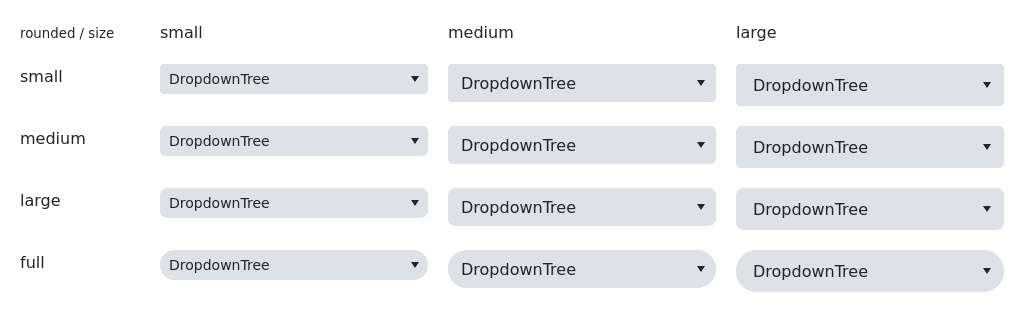 rounded / size small medium large
small DropdownTree DropdownTree DropdownTree
medium DropdownTree DropdownTree DropdownTree
large DropdownTree DropdownTree DropdownTree
full DropdownTree DropdownTree DropdownTree